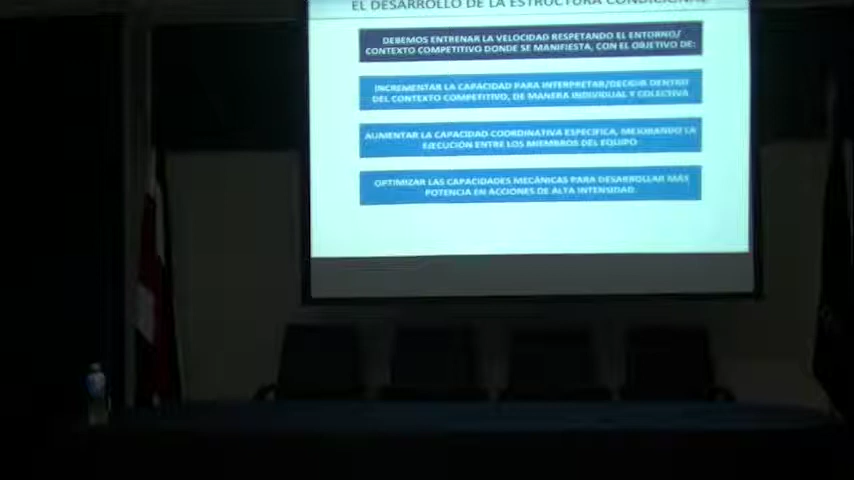 EL DESARROLLO DE LA ESTRUCTURA CONDICIONAL
DEBEMOS ENTRENAR LA VELOCIDAD RESPETANDO EL ENTORNO/
CONTEXTO COMPETITIVO DONDE SE MANIFIESTA, CON EL OBJETIVO DE:
INCREMENTAR LA CAPACIDAD PARA INTERPRETAR/DECIDIR DENTRO
DEL CONTEXTO COMPETITIVO, DE MANERA INDIVIDUAL Y COLECTIVA
AUMENTAR LA CAPACIDAD COORDINATIVA ESPECÍFICA, MEJORANDO LA
EJECUCIÓN ENTRE LOS MIEMBROS DEL EQUIPO
OPTIMIZAR LAS CAPACIDADES MECÁNICAS PARA DESARROLLAR MÁS
POTENCIA EN ACCIONES DE ALTA INTENSIDAD